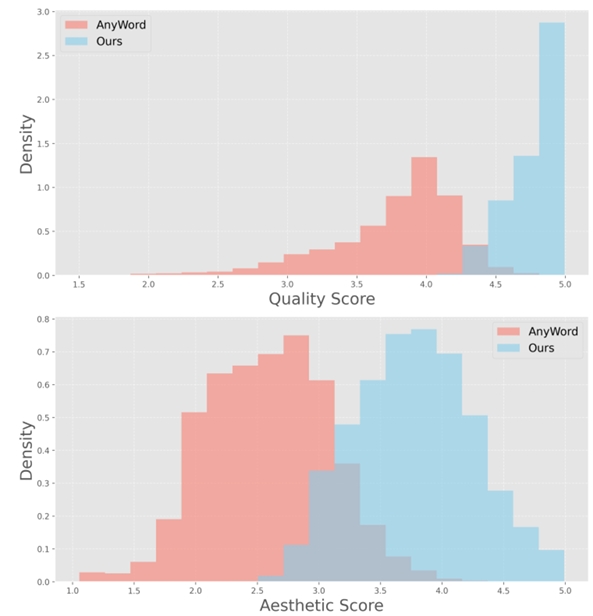 3.0
AnyWord
Ours
2.5
2.0
1.5
1.0
0.5
0.0
Density
1.5 2.0 2.5 3.0 3.5 4.0 4.5 5.0
Quality Score
0.8
AnyWord
Ours
0.7
0.6
0.5
0.4
0.3
0.2
0.1
0.0
Density
1.0 1.5 2.0 2.5 3.0 3.5 4.0 4.5 5.0
Aesthetic Score